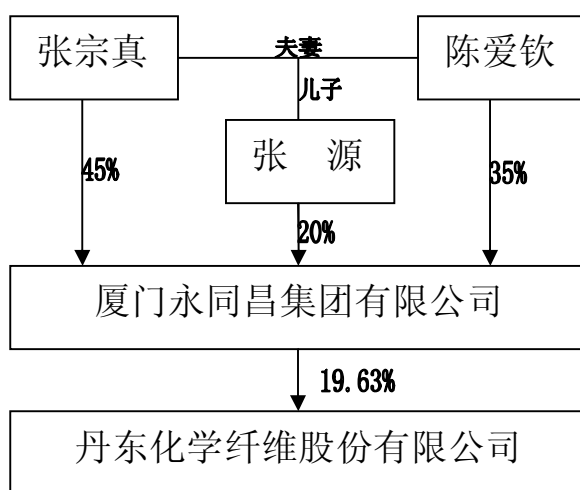 张宗真
夫妻
陈爱钦
儿子
张 源
45%
35%
20%
厦门永同昌集团有限公司
19.63%
丹东化学纤维股份有限公司